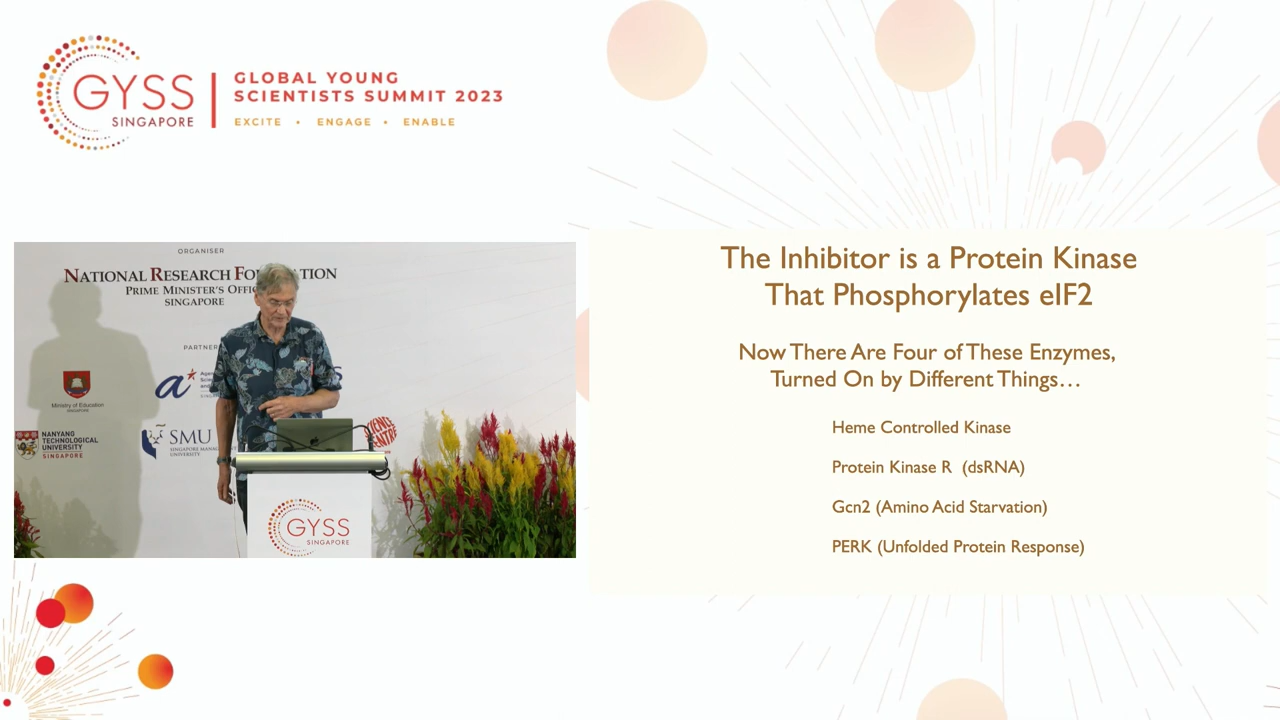 GYSS
SINGAPORE
GLOBAL YOUNG
SCIENTISTS SUMMIT 2023
EXCITE • ENGAGE • ENABLE
ORGANISER
NATIONAL RESEARCH FO ATION
PRIME MINISTER'S OFFIC
SINGAPORE
PARTNER
Ministry of Education
SINGAPORE
NANYANG
TECHNOLOGICAL
UNIVERSITY
SINGAPORE
SMU
UNIVERSITY
GYSS
SINGAPORE
The Inhibitor is a Protein Kinase
That Phosphorylates eIF2
Now There Are Four of These Enzymes,
Turned On by Different Things…
Heme Controlled Kinase
Protein Kinase R (dsRNA)
Gcn2 (Amino Acid Starvation)
PERK (Unfolded Protein Response)